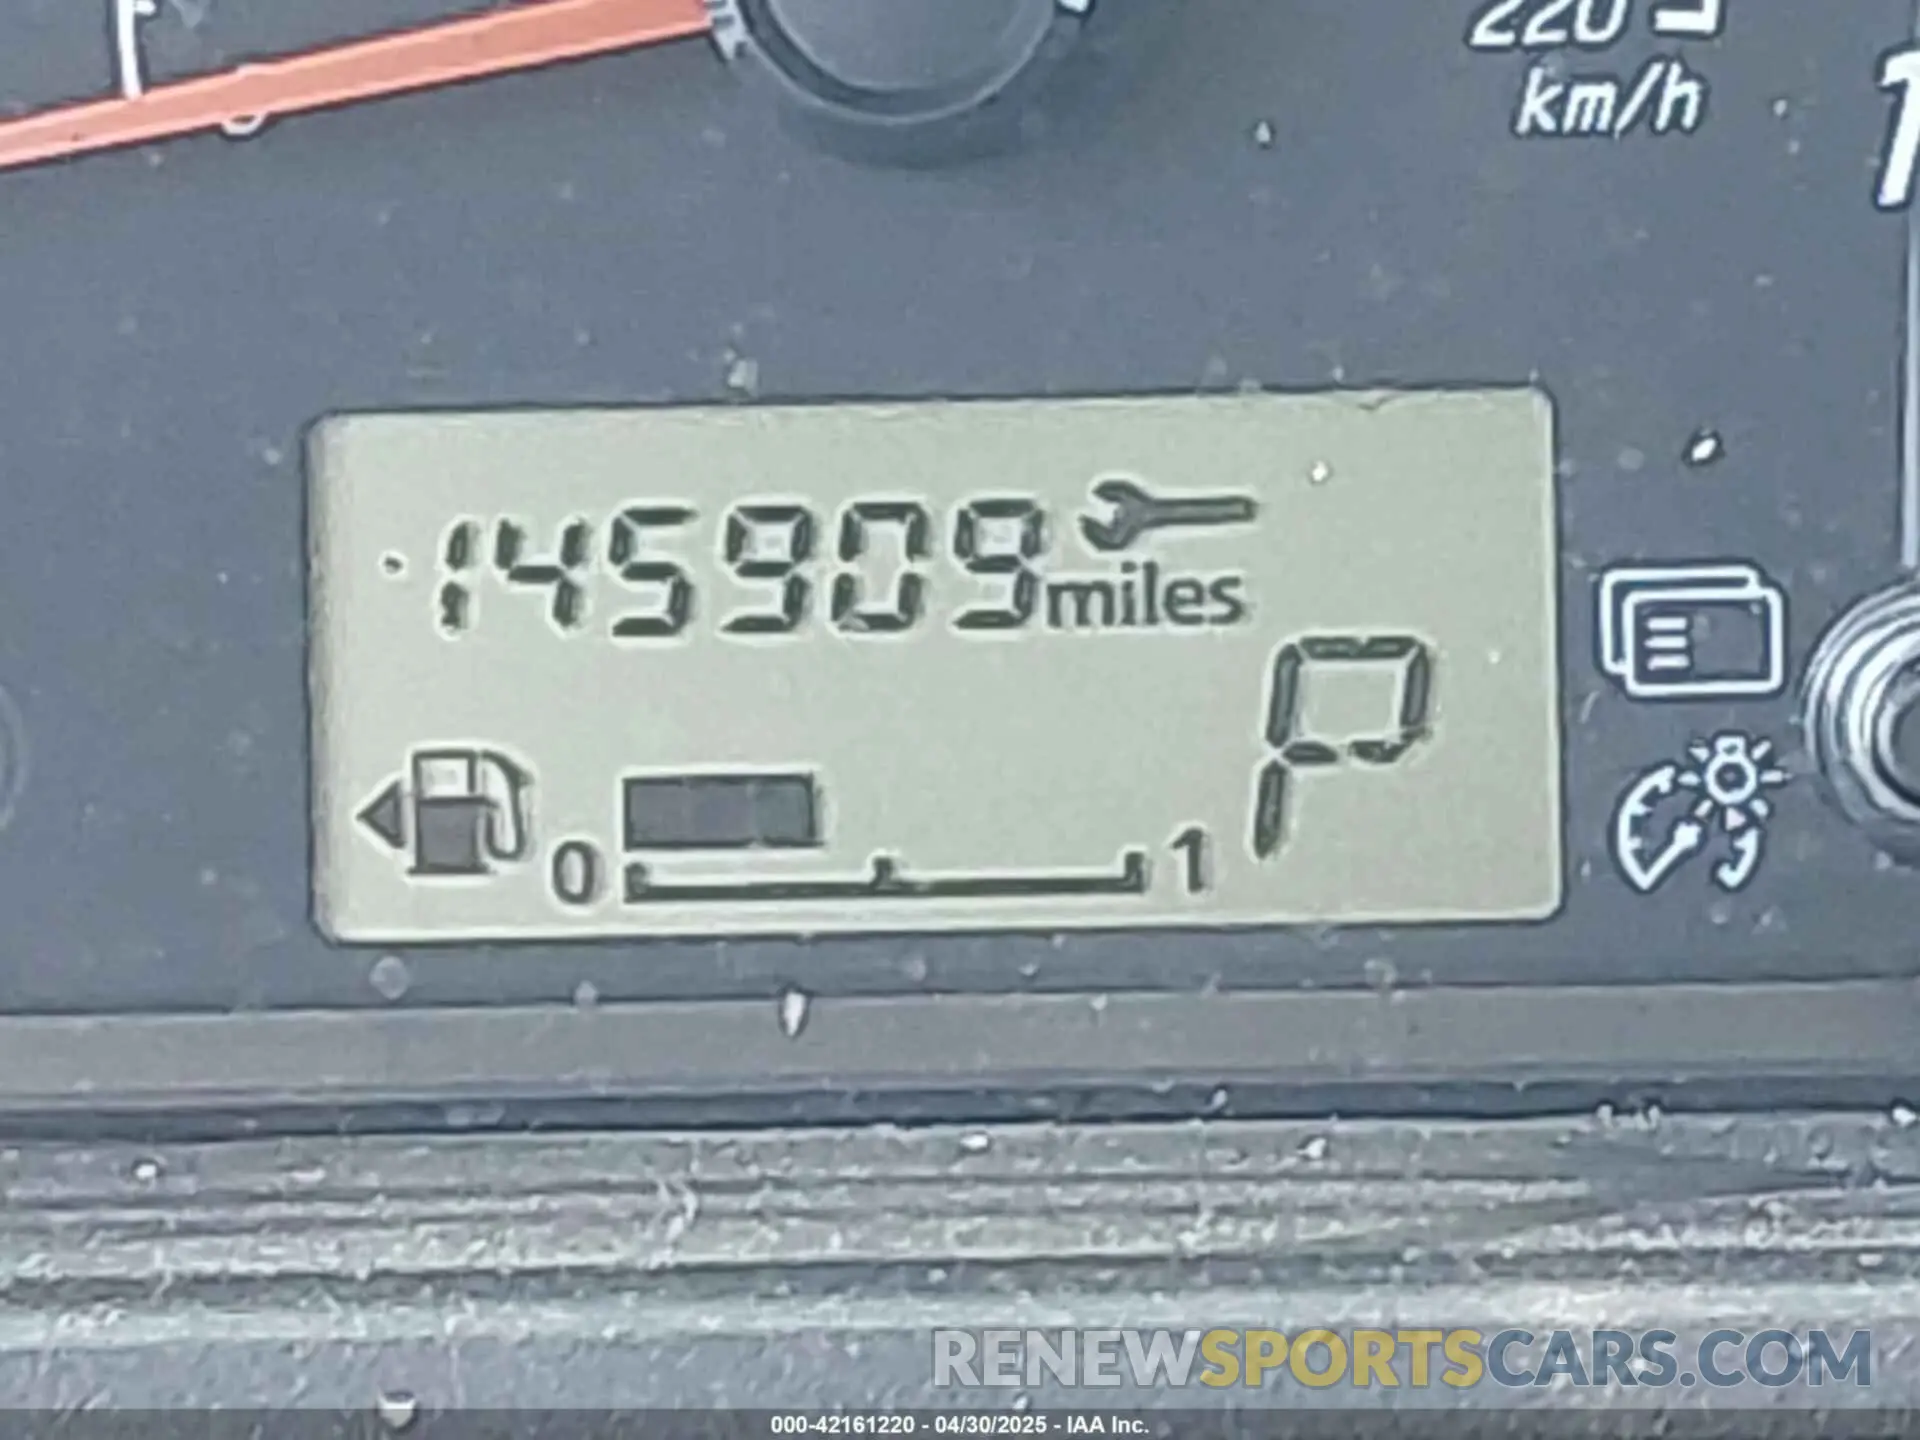 220
km/h
145909 miles
P
0 1
RENEWSPORTSCARS.COM
000-42161220 - 04/30/2025 - IAA Inc.